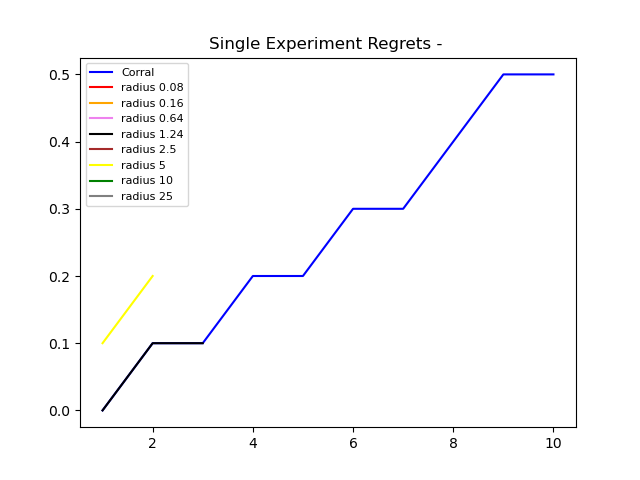 Single Experiment Regrets -
Corral
radius 0.08
radius 0.16
radius 0.64
radius 1.24
radius 2.5
radius 5
radius 10
radius 25
0.5
0.4
0.3
0.2
0.1
0.0
2 4 6 8 10